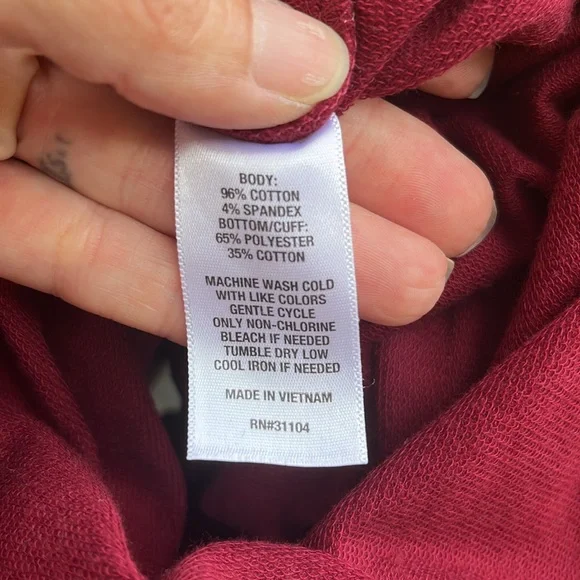 BODY:
96% COTTON
4% SPANDEX
BOTTOM/CUFF:
65% POLYESTER
35% COTTON
MACHINE WASH COLD
WITH LIKE COLORS
GENTLE CYCLE
ONLY NON-CHLORINE
BLEACH IF NEEDED
TUMBLE DRY LOW
COOL IRON IF NEEDED
MADE IN VIETNAM
RN#31104